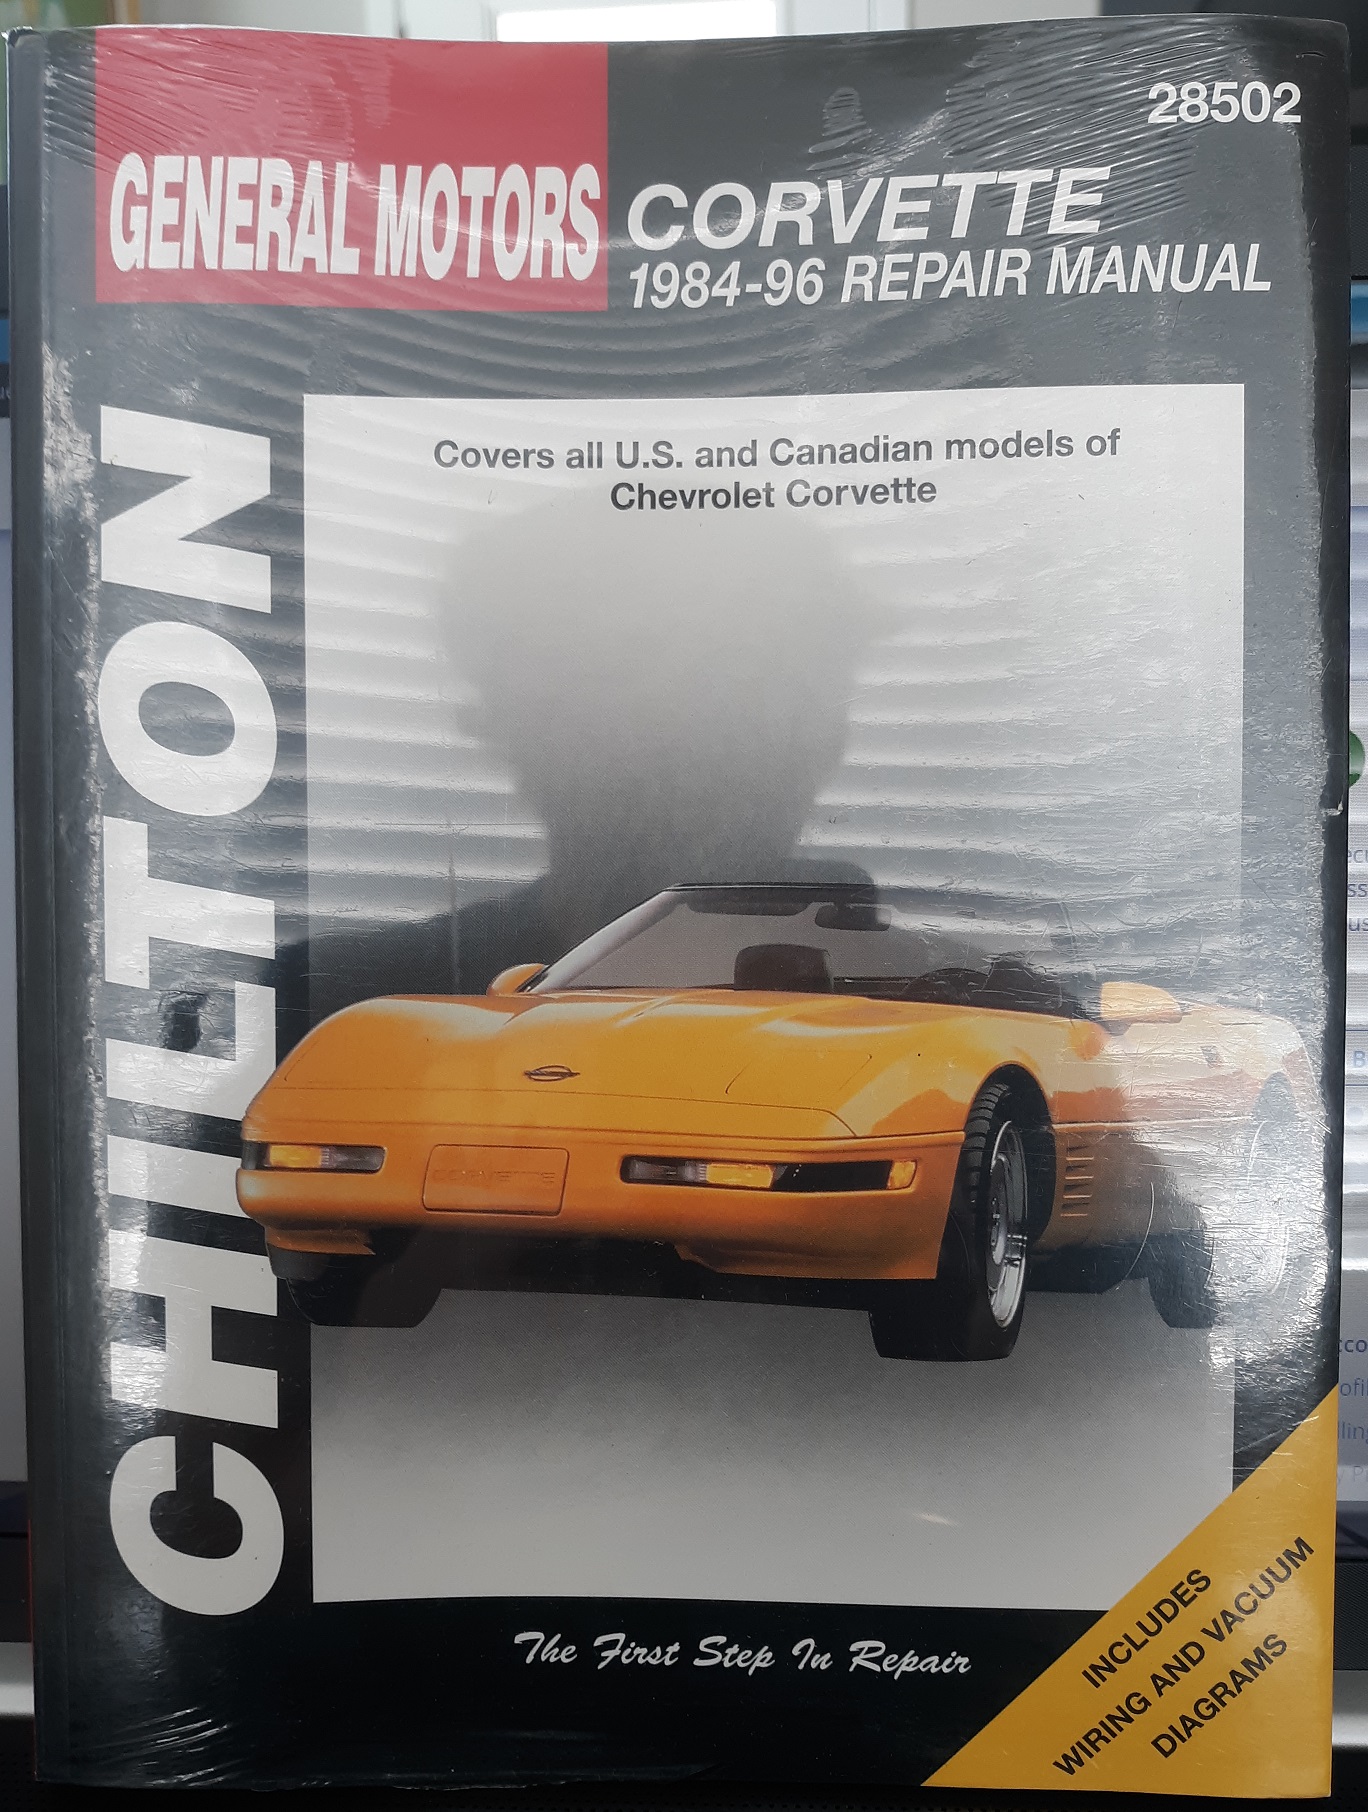 28502
GENERAL MOTORS
CORVETTE
1984-96 REPAIR MANUAL
CHILTON
Covers all U.S. and Canadian models of
Chevrolet Corvette
CORVETTE
The First Step In Repair
INCLUDES
WIRING AND VACUUM
DIAGRAMS